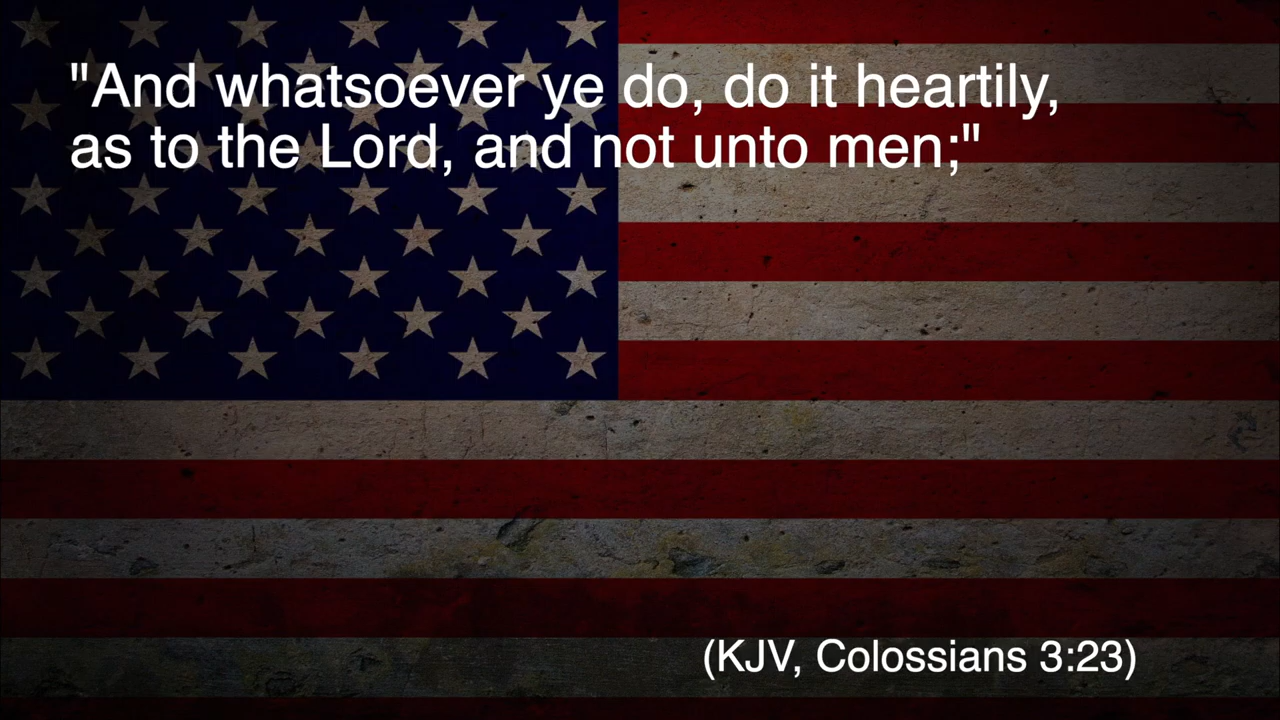 "And whatsoever ye do, do it heartily,
as to the Lord, and not unto men;"
(KJV, Colossians 3:23)